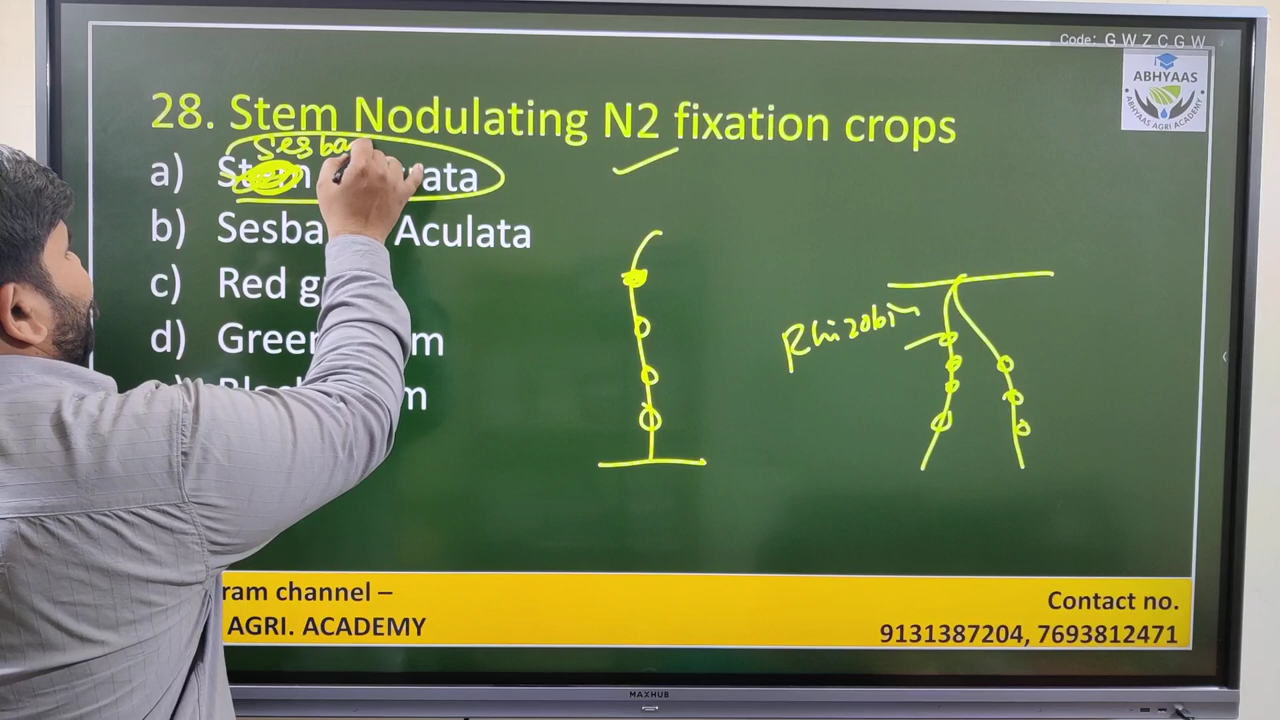 Code: G W Z C G W
ABHYAAS
ABHYAAS AGRI ACADEMY
28. Stem Nodulating N2 fixation crops
Sesba
a)
b) Aculata
c) Red
d) Green
Rhizobi
channel –
AGRI. ACADEMY
Contact no.
9131387204, 7693812471
MAXHUB